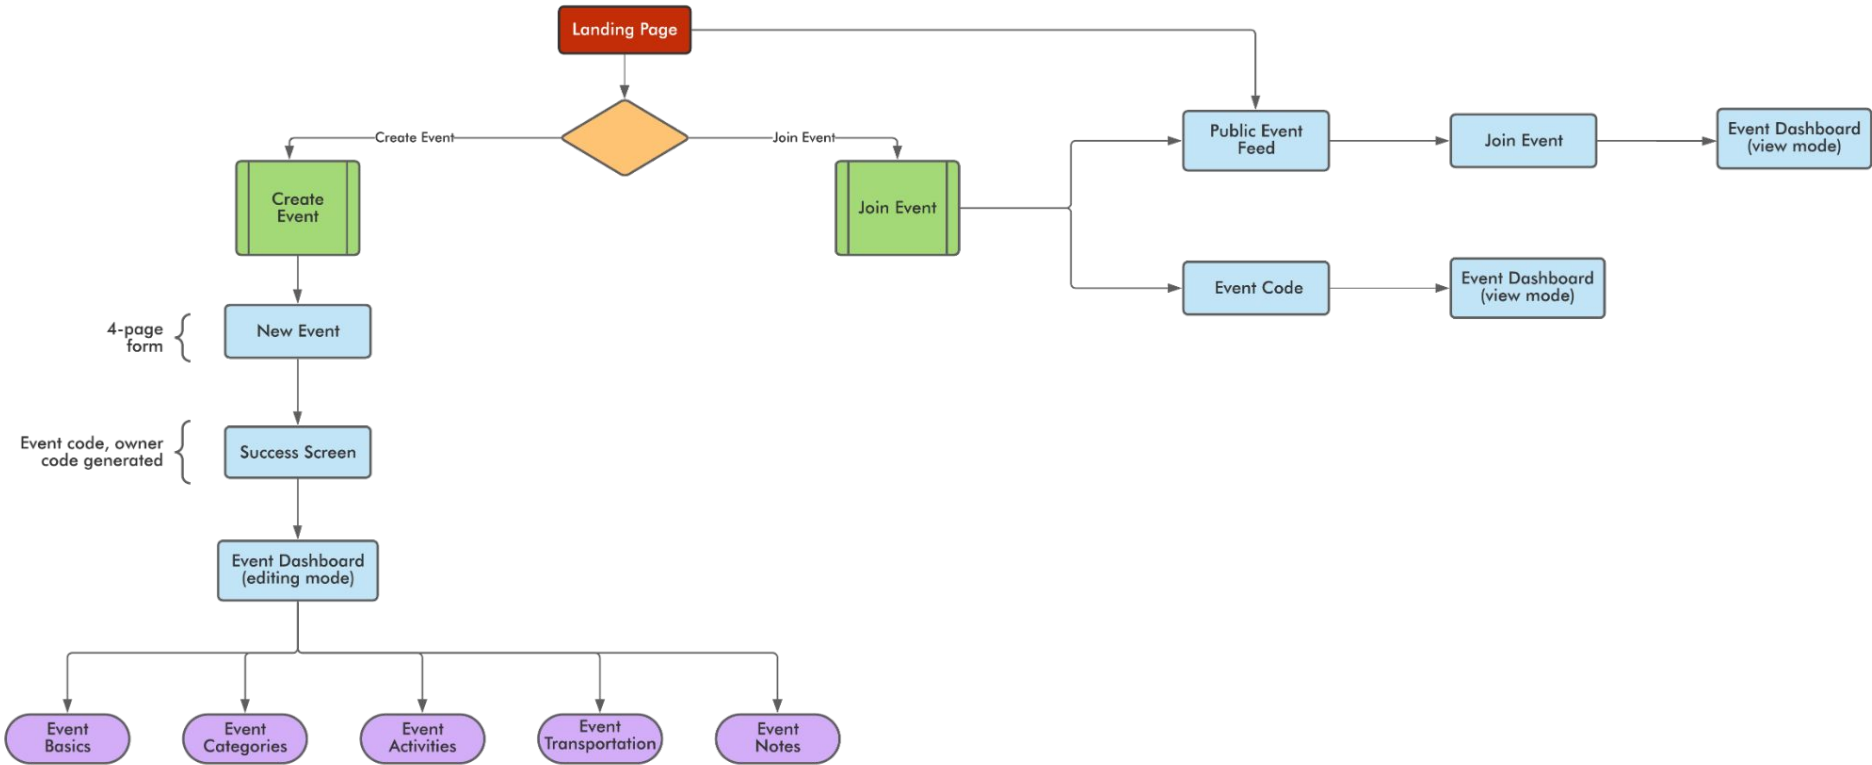 Landing Page
Create Event
Join Event
Public Event
Feed
Join Event
Event Dashboard
(view mode)
Create
Event
Join Event
Event Code
Event Dashboard
(view mode)
4-page
form
New Event
Event code, owner
code generated
Success Screen
Event Dashboard
(editing mode)
Event
Basics
Event
Categories
Event
Activities
Event
Transportation
Event
Notes